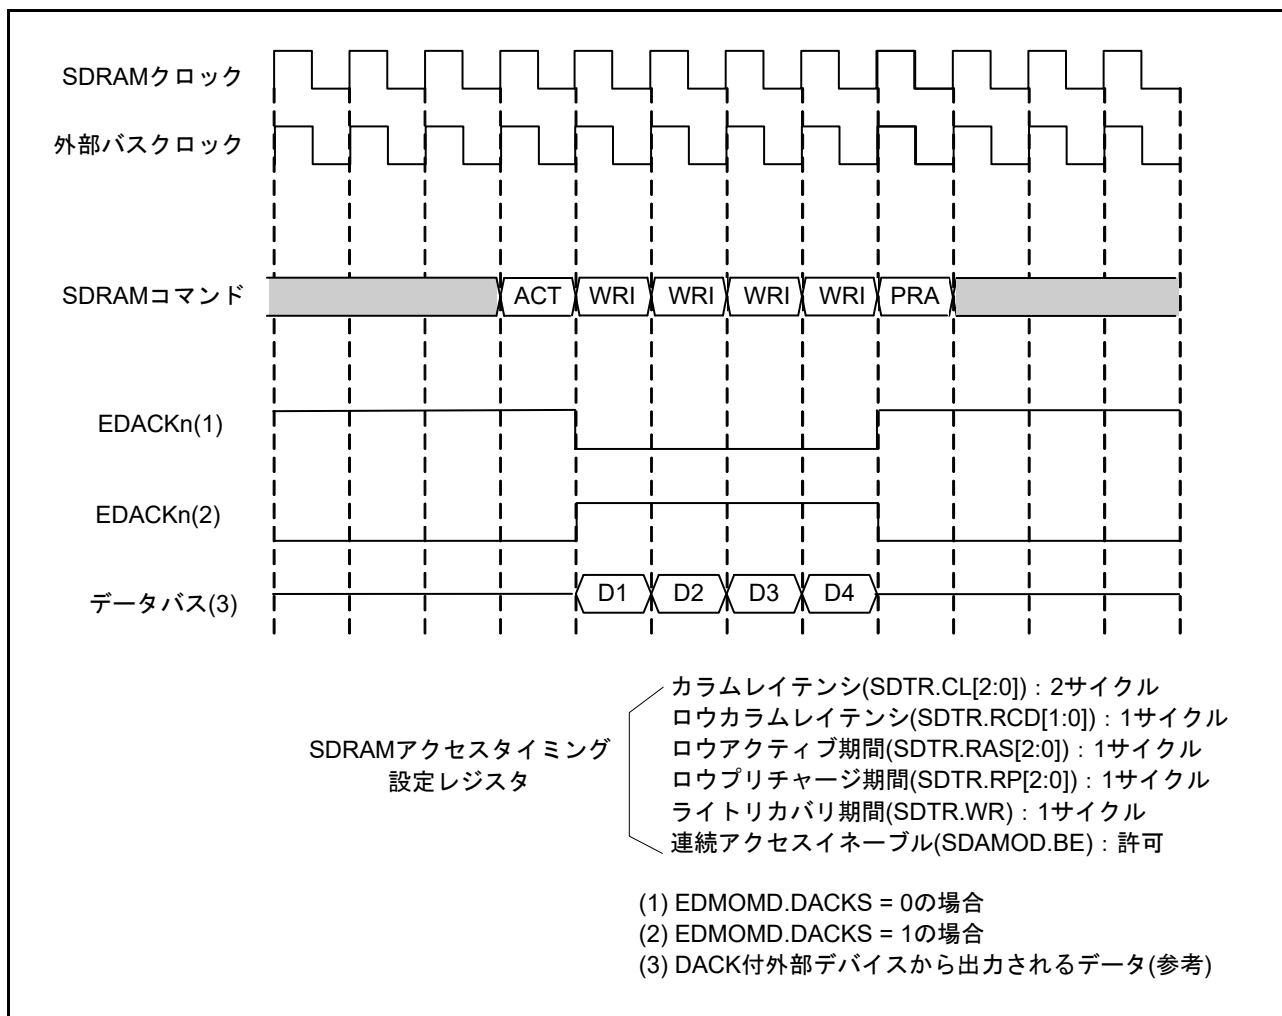 SDRAMクロック
外部バスクロック
SDRAMコマンド
ACT WRI WRI WRI WRI PRA
EDACKn(1)
EDACKn(2)
データバス(3)
D1 D2 D3 D4
SDRAMアクセスタイミング
設定レジスタ
カラムレイテンシ(SDTR.CL[2:0]):2サイクル
ロウカラムレイテンシ(SDTR.RCD[1:0]):1サイクル
ロウアクティブ期間(SDTR.RAS[2:0]):1サイクル
ロウプリチャージ期間(SDTR.RP[2:0]):1サイクル
ライトリカバリ期間(SDTR.WR):1サイクル
連続アクセスイネーブル(SDAMOD.BE):許可
(1) EDMOMD.DACKS = 0の場合
(2) EDMOMD.DACKS = 1の場合
(3) DACK付外部デバイスから出力されるデータ(参考)